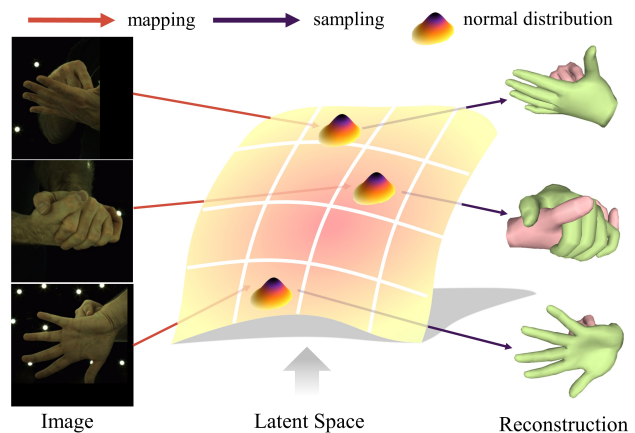 mapping
sampling
normal distribution
Image
Latent Space
Reconstruction